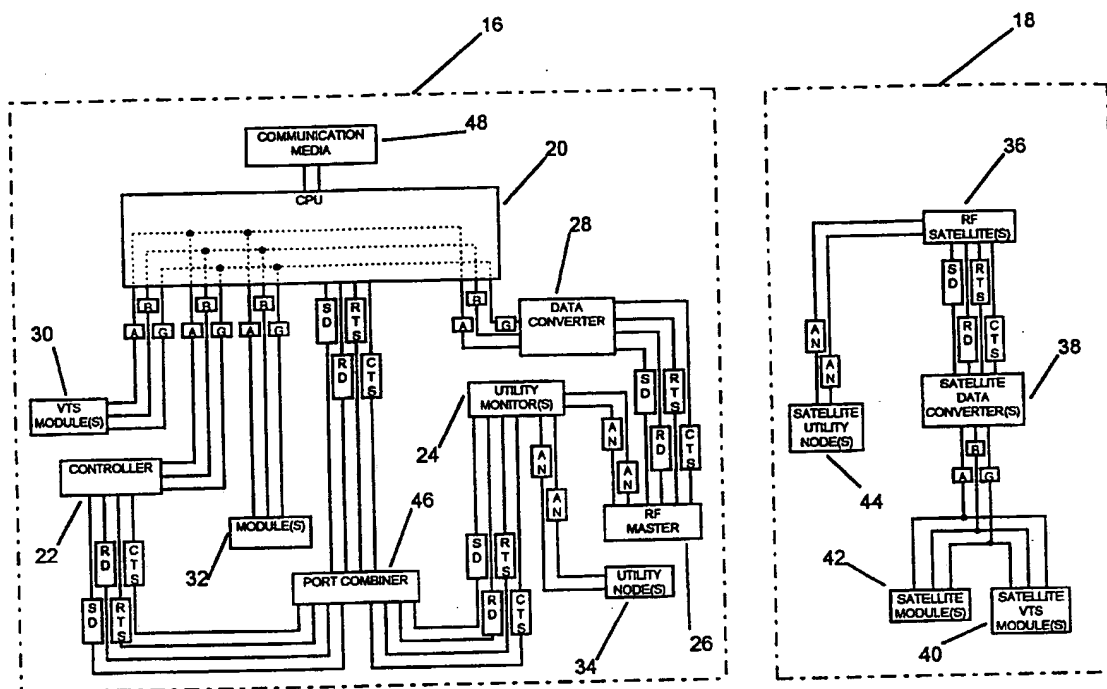 16
18
COMMUNICATION
MEDIA
48
20
CPU
36
RF
SATELLITE(S)
28
DATA
CONVERTER
SD
RTS
RD
CTS
B
B
B
B
A
G
A
G
A
G
A
G
SD
RTS
RD
CTS
30
VTS
MODULE(S)
UTILITY
MONITOR(S)
24
SD
RTS
RD
CTS
AN
AN
SATELLITE
DATA
CONVERTER(S)
38
SATELLITE
UTILITY
NODE(S)
44
CONTROLLER
22
46
AN
AN
AN
AN
B
A
G
RF
MASTER
26
MODULE(S)
32
CTS
RD
RTS
SD
PORT COMBINER
SD
RTS
RD
CTS
UTILITY
NODE(S)
34
42
SATELLITE
MODULE(S)
SATELLITE
VTS
MODULE(S)
40